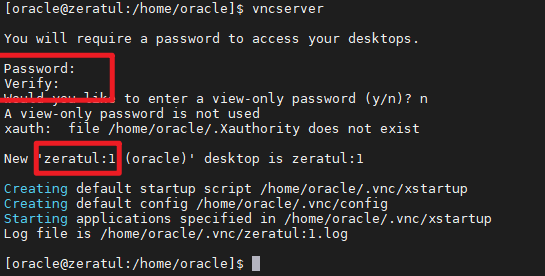 [oracle@zeratul:/home/oracle]$ vncserver
You will require a password to access your desktops.
Password:
Verify:
Would you like to enter a view-only password (y/n)? n
A view-only password is not used
xauth:  file /home/oracle/.Xauthority does not exist
New 'zeratul:1 (oracle)' desktop is zeratul:1
Creating default startup script /home/oracle/.vnc/xstartup
Creating default config /home/oracle/.vnc/config
Starting applications specified in /home/oracle/.vnc/xstartup
Log file is /home/oracle/.vnc/zeratul:1.log
[oracle@zeratul:/home/oracle]$